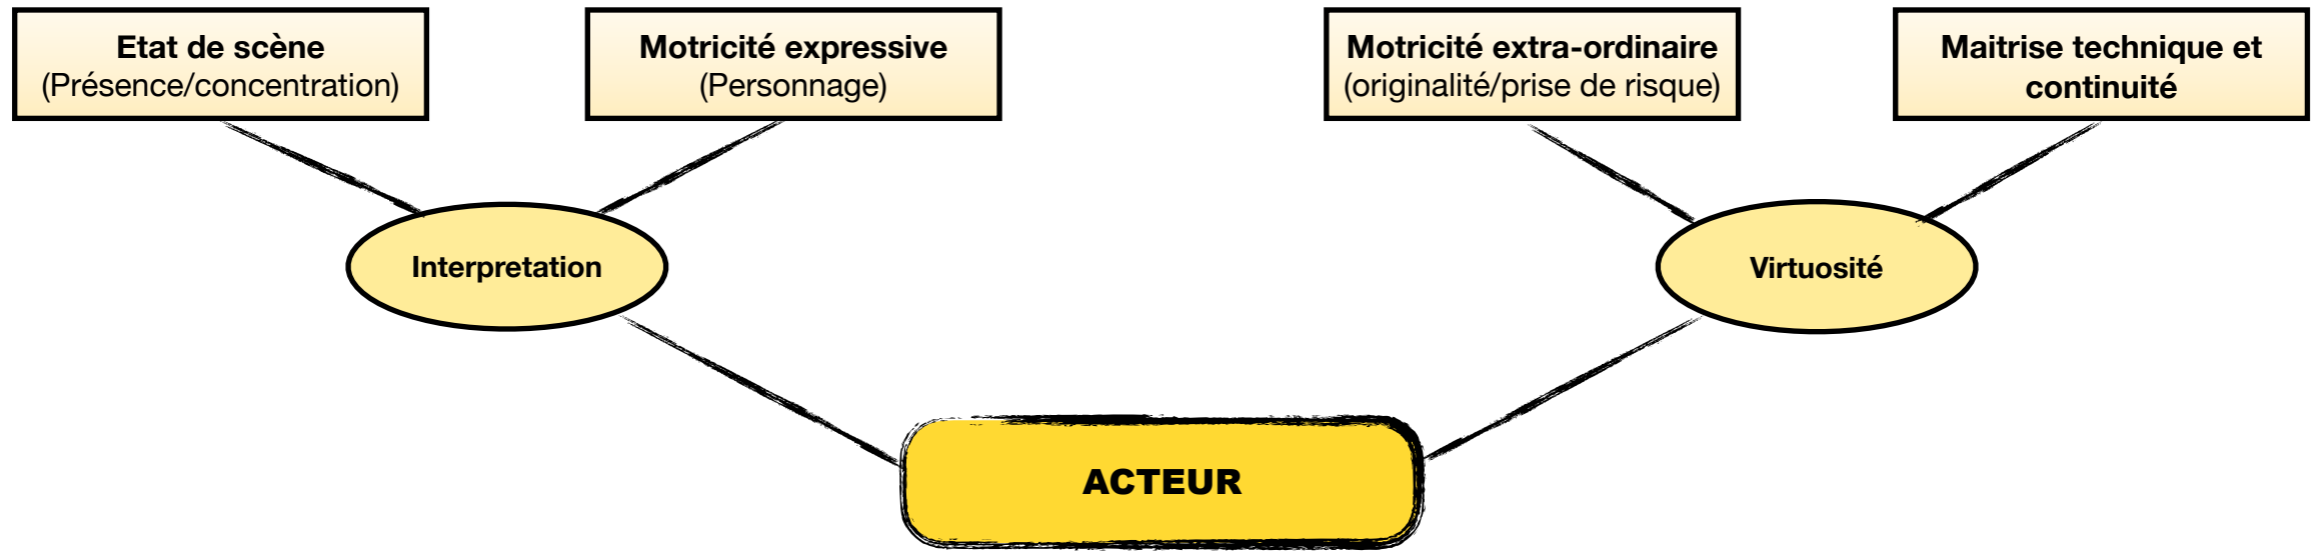 Etat de scène
(Présence/concentration)
Motricité expressive
(Personnage)
Motricité extra-ordinaire
(originalité/prise de risque)
Maitrise technique et
continuité
Interpretation
Virtuosité
ACTEUR